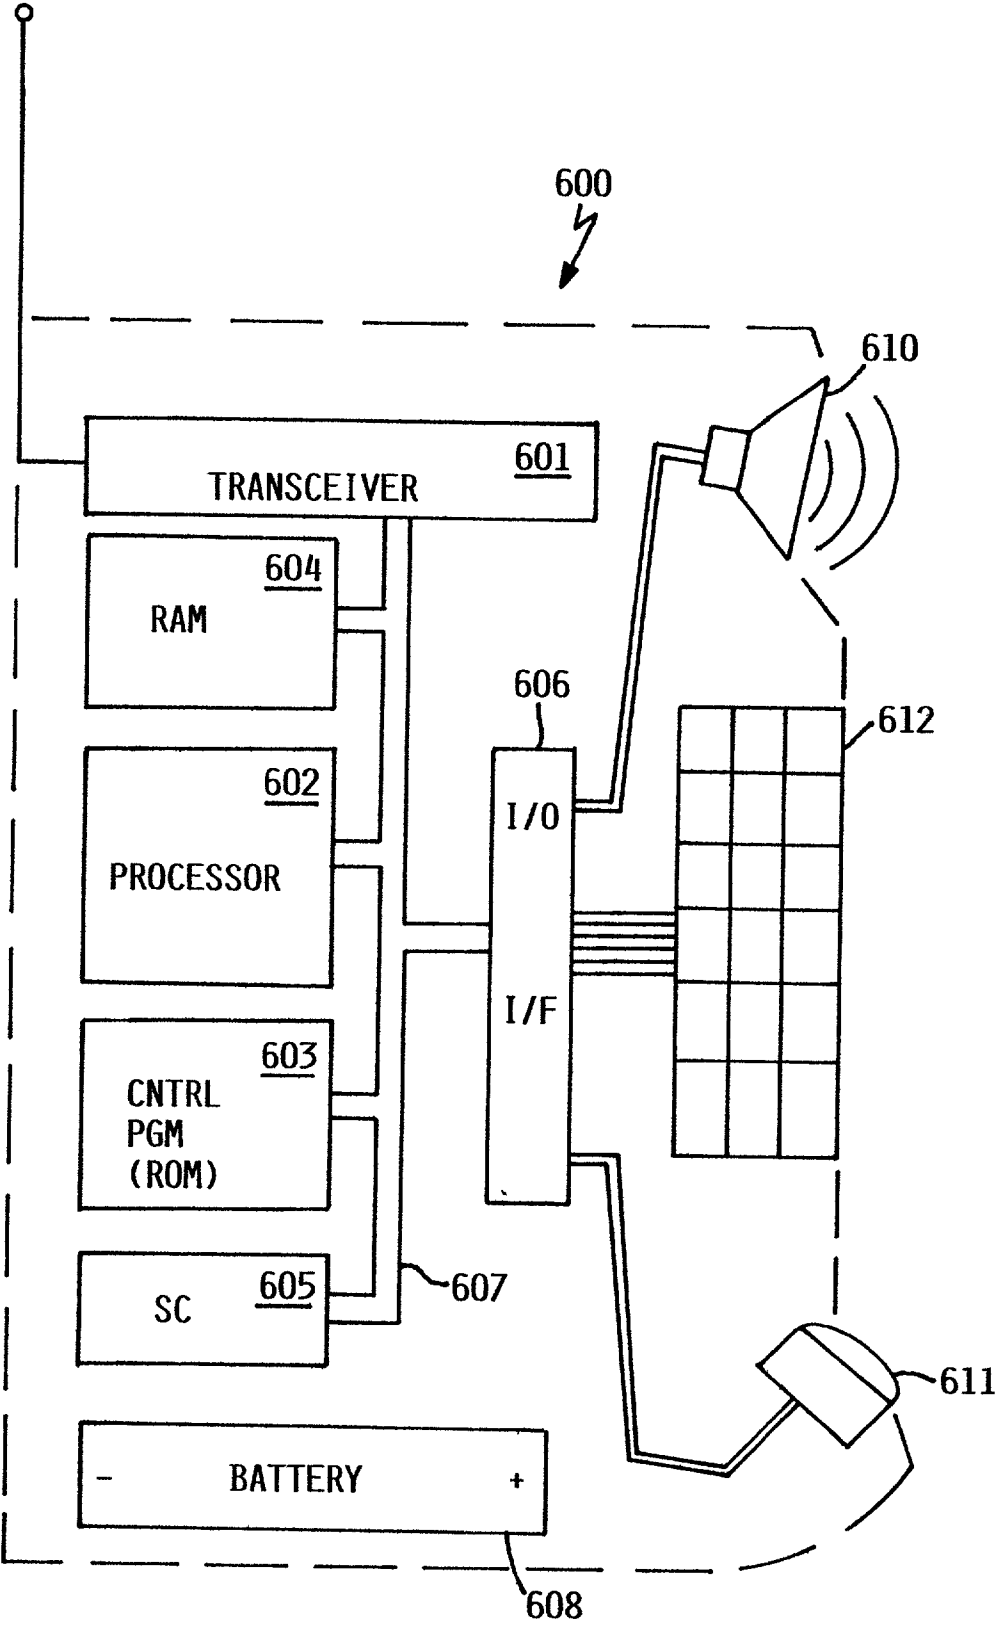 600
610
601
TRANSCEIVER
604
RAM
606
612
602
I/O
PROCESSOR
I/F
603
CNTRL
PGM
(ROM)
605
607
SC
611
- BATTERY +
608